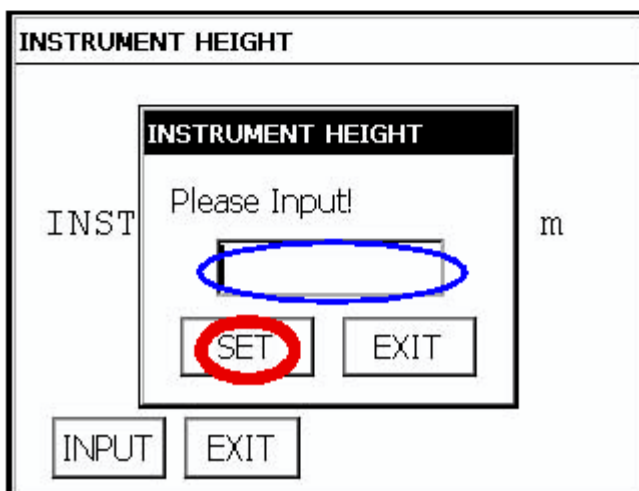 INSTRUMENT HEIGHT
INSTRUMENT HEIGHT
Please Input!
INST m
SET EXIT
INPUT EXIT